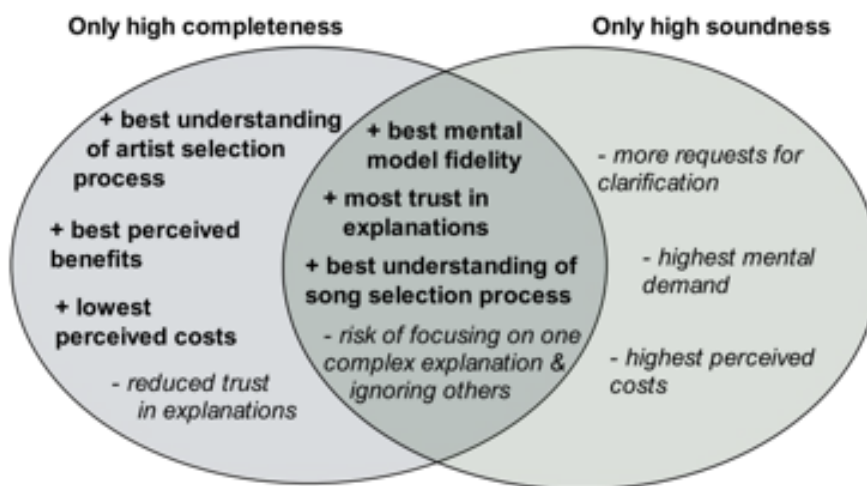 Only high completeness
Only high soundness
+ best understanding
of artist selection
process
+ best perceived
benefits
+ lowest
perceived costs
- reduced trust
in explanations
+ best mental
model fidelity
+ most trust in
explanations
+ best understanding of
song selection process
- risk of focusing on one
complex explanation &
ignoring others
- more requests for
clarification
- highest mental
demand
- highest perceived
costs